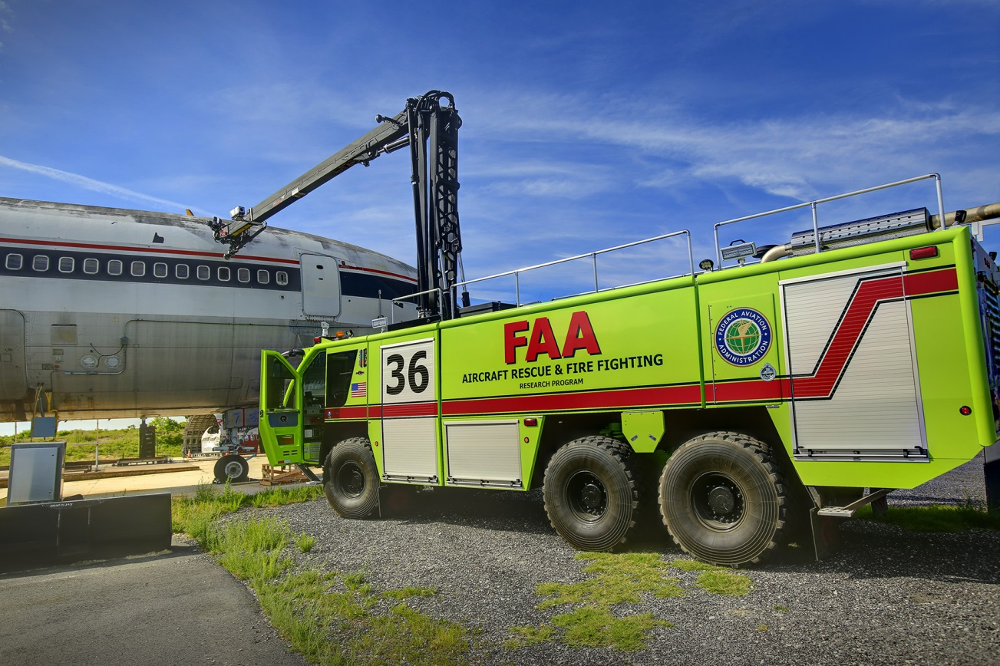 36
FAA
AIRCRAFT RESCUE & FIRE FIGHTING
RESEARCH PROGRAM
FEDERAL AVIATION
ADMINISTRATION